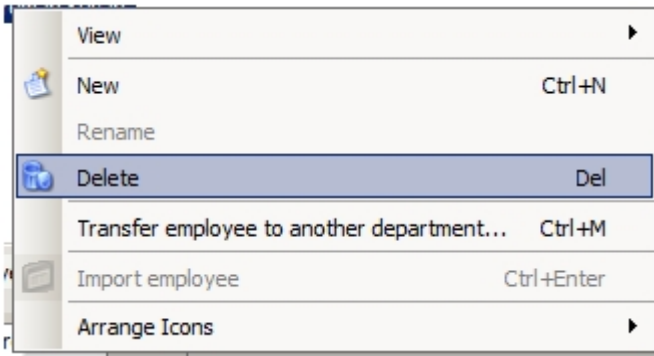 View
New Ctrl+N
Rename
Delete Del
Transfer employee to another department... Ctrl+M
Import employee Ctrl+Enter
Arrange Icons